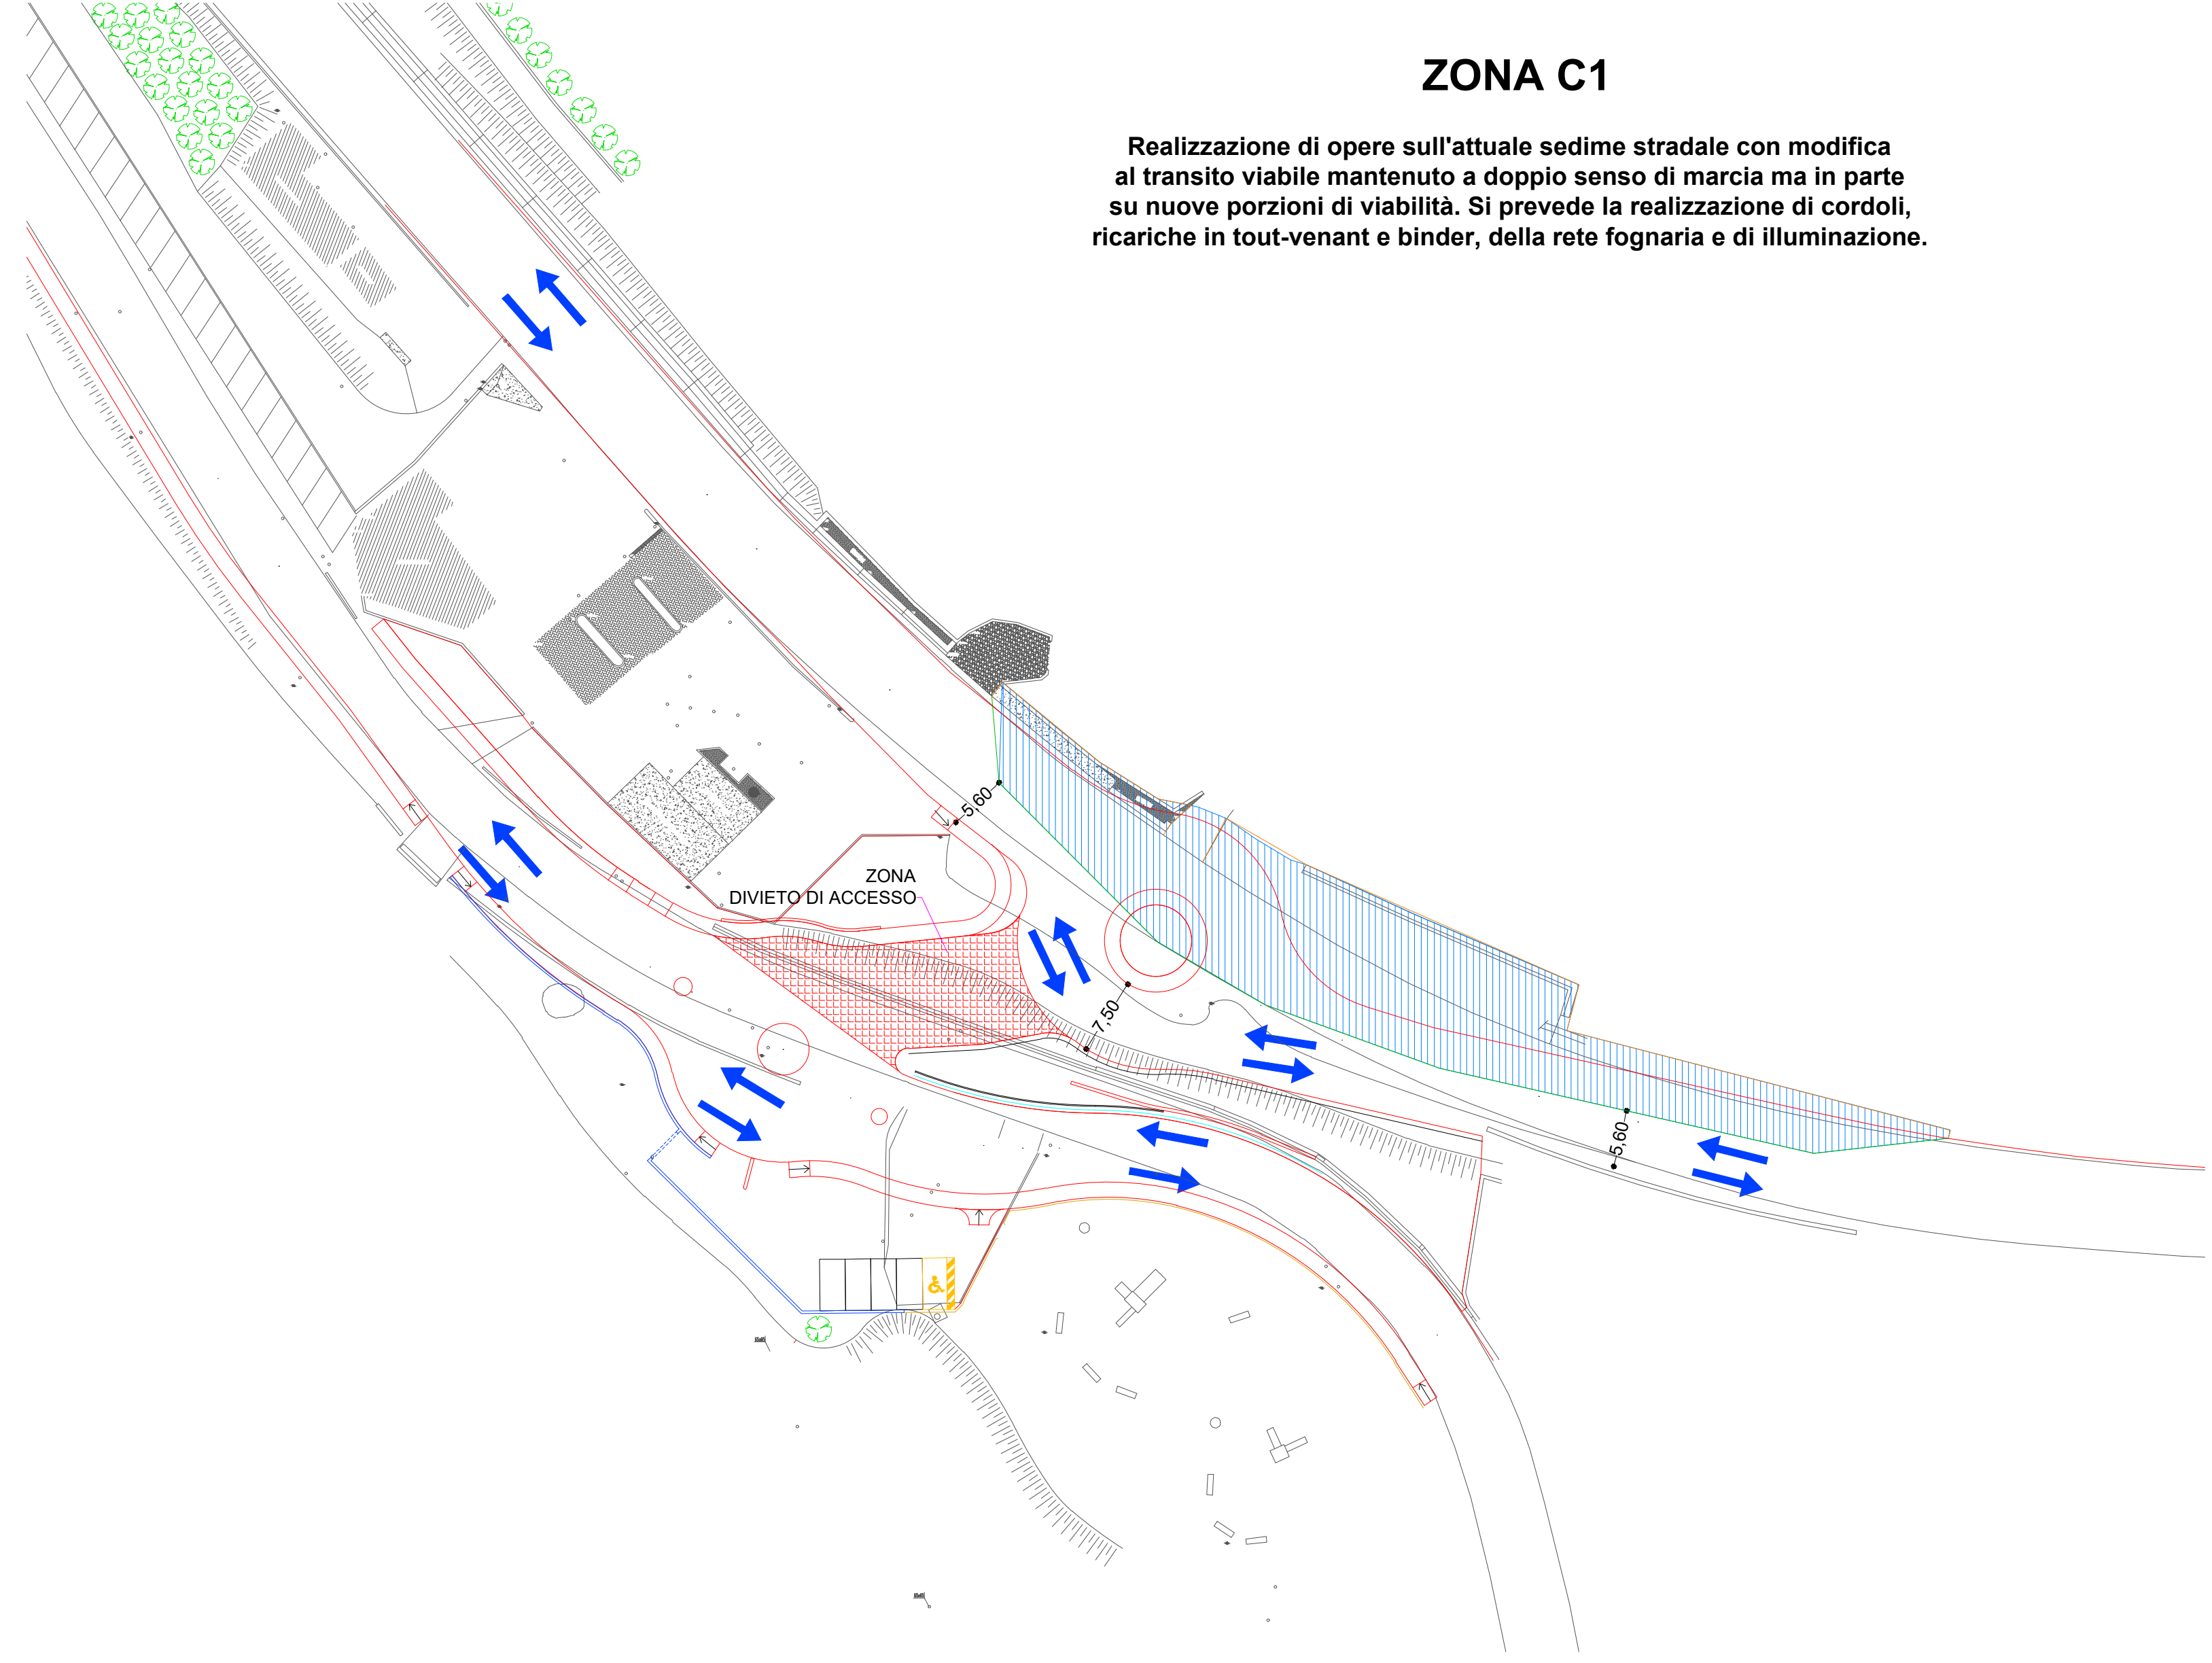 ZONA C1
Realizzazione di opere sull'attuale sedime stradale con modifica
al transito viabile mantenuto a doppio senso di marcia ma in parte
su nuove porzioni di viabilità. Si prevede la realizzazione di cordoli,
ricariche in tout-venant e binder, della rete fognaria e di illuminazione.
5,60
ZONA
DIVIETO DI ACCESSO
7,50
5,60